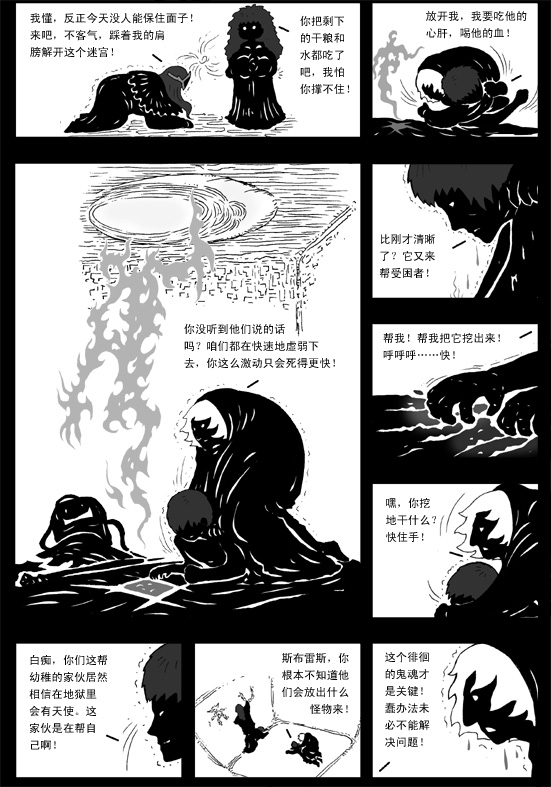 我懂，反正今天没人能保住面子！
来吧，不客气，踩着我的肩
膀解开这个迷宫！
你把剩下
的干粮和
水都吃了
吧，我怕
你撑不住！
放开我，我要吃他的
心肝，喝他的血！
你没听到他们说的话
吗？咱们都在快速地虚弱下
去，你这么激动只会死得更快！
比刚才清晰
了？它又来
帮受困者！
帮我！帮我把它挖出来！
呼呼呼……快！
嘿，你挖
地干什么？
快住手！
白痴，你们这帮
幼稚的家伙居然
相信在地狱里
会有天使。这
家伙是在帮自
己啊！
斯布雷斯，你
根本不知道他
们会放出什么
怪物来！
这个徘徊
的鬼魂才
是关键！
蠢办法未
必不能解
决问题！